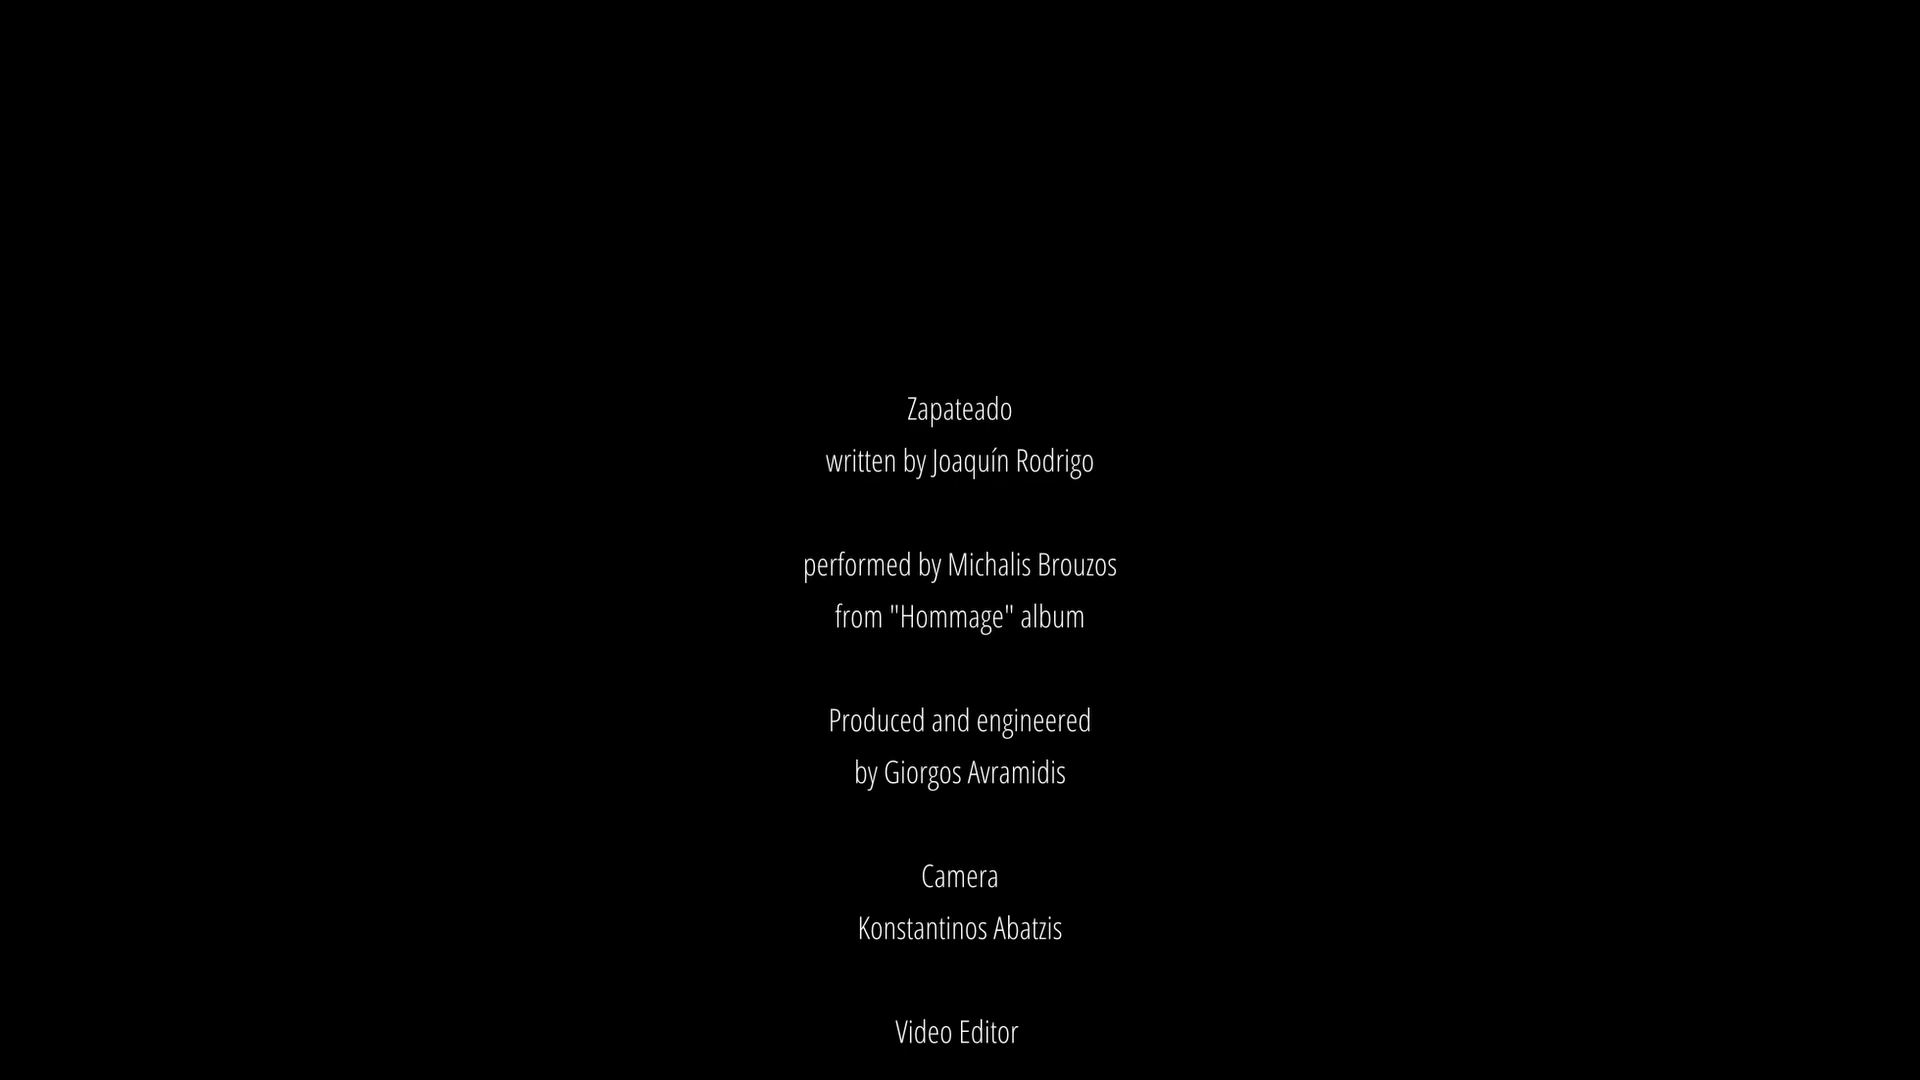 Zapateado
written by Joaquín Rodrigo
performed by Michalis Brouzos
from "Hommage" album
Produced and engineered
by Giorgos Avramidis
Camera
Konstantinos Abatzis
Video Editor